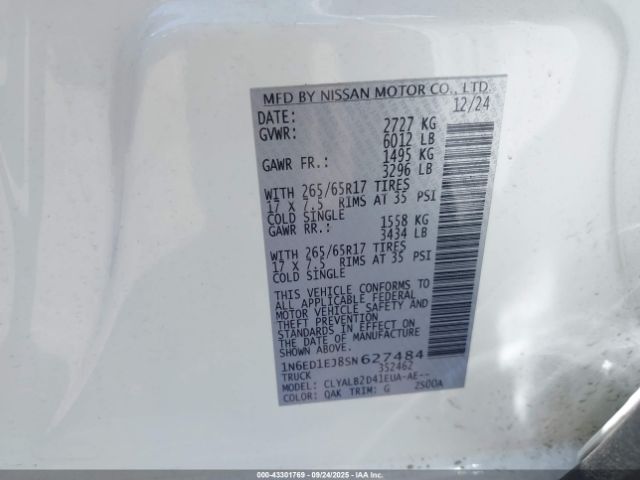 MFD BY NISSAN MOTOR CO., LTD.
DATE: 12/24
GVWR: 2727 KG
6012 LB
GAWR FR.: 1495 KG
3296 LB
WITH 265/65R17 TIRES
17 X 7.5 RIMS AT 35 PSI
COLD SINGLE
GAWR RR.: 1558 KG
3434 LB
WITH 265/65R17 TIRES
17 X 7.5 RIMS AT 35 PSI
COLD SINGLE
THIS VEHICLE CONFORMS TO
ALL APPLICABLE FEDERAL
MOTOR VEHICLE SAFETY AND
THEFT PREVENTION
STANDARDS IN EFFECT ON
THE DATE OF MANUFACTURE
SHOWN ABOVE.
1N6ED1EJ8SN627484
TRUCK 352462
MODEL: CLYALB2D41EUA-AE--
COLOR: QAK TRIM: G 2S00A
000-43301769 - 09/24/2025 - IAA Inc.